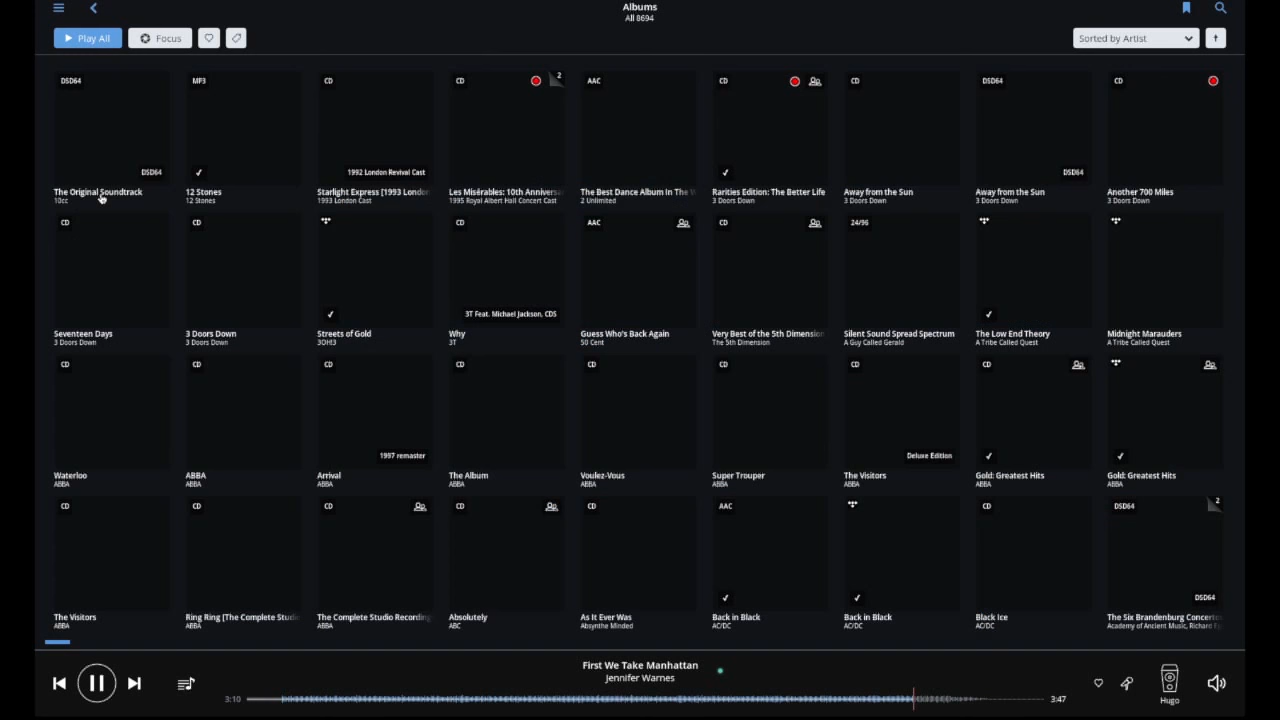 Albums
All 8694
Play All
Focus
Sorted by Artist
DSD64
MF3
CD
CD
2
AAC
CD
CD
DSD64
CD
DSD64
1992 London Revival Cast
DSD64
The Original Soundtrack
10cc
12 Stones
12 Stones
Starlight Express [1993 London
1993 London Cast
Les Misérables: 10th Anniversa
1995 Royal Albert Hall Concert Cast
The Best Dance Album In The W
2 Unlimited
Rarities Edition: The Better Life
3 Doors Down
Away from the Sun
3 Doors Down
Away from the Sun
3 Doors Down
Another 700 Miles
3 Doors Down
CD
CD
CD
AAC
CD
24/96
3T Feat. Michael Jackson, CDS
Seventeen Days
3 Doors Down
3 Doors Down
3 Doors Down
Streets of Gold
3OH!3
Why
3T
Guess Who's Back Again
50 Cent
Very Best of the 5th Dimension
The 5th Dimension
Silent Sound Spread Spectrum
A Guy Called Gerald
The Low End Theory
A Tribe Called Quest
Midnight Marauders
A Tribe Called Quest
CD
CD
CD
CD
CD
CD
CD
CD
1997 remaster
Deluxe Edition
Waterloo
ABBA
ABBA
ABBA
Arrival
ABBA
The Album
ABBA
Voulez-Vous
ABBA
Super Trouper
ABBA
The Visitors
ABBA
Gold: Greatest Hits
ABBA
Gold: Greatest Hits
ABBA
CD
CD
CD
CD
CD
AAC
CD
DSD64
2
DSD64
The Visitors
ABBA
Ring Ring [The Complete Studi
ABBA
The Complete Studio Recording
ABBA
Absolutely
ABC
As It Ever Was
Absynthe Minded
Back in Black
AC/DC
Back in Black
AC/DC
Black Ice
AC/DC
The Six Brandenburg Concerto
Academy of Ancient Music, Richard E
First We Take Manhattan
Jennifer Warnes
3:10
3:47
Hugo